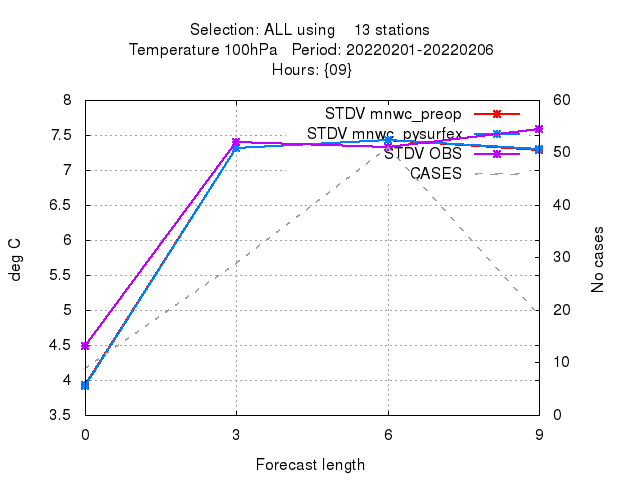 Selection: ALL using    13 stations
Temperature 100hPa   Period: 20220201-20220206
Hours: {09}
8
7.5
7
6.5
6
5.5
5
4.5
4
3.5
deg C
60
50
40
30
20
10
0
No cases
STDV mnwc_preop
STDV mnwc_pysurfex
STDV OBS
CASES
0 3 6 9
Forecast length